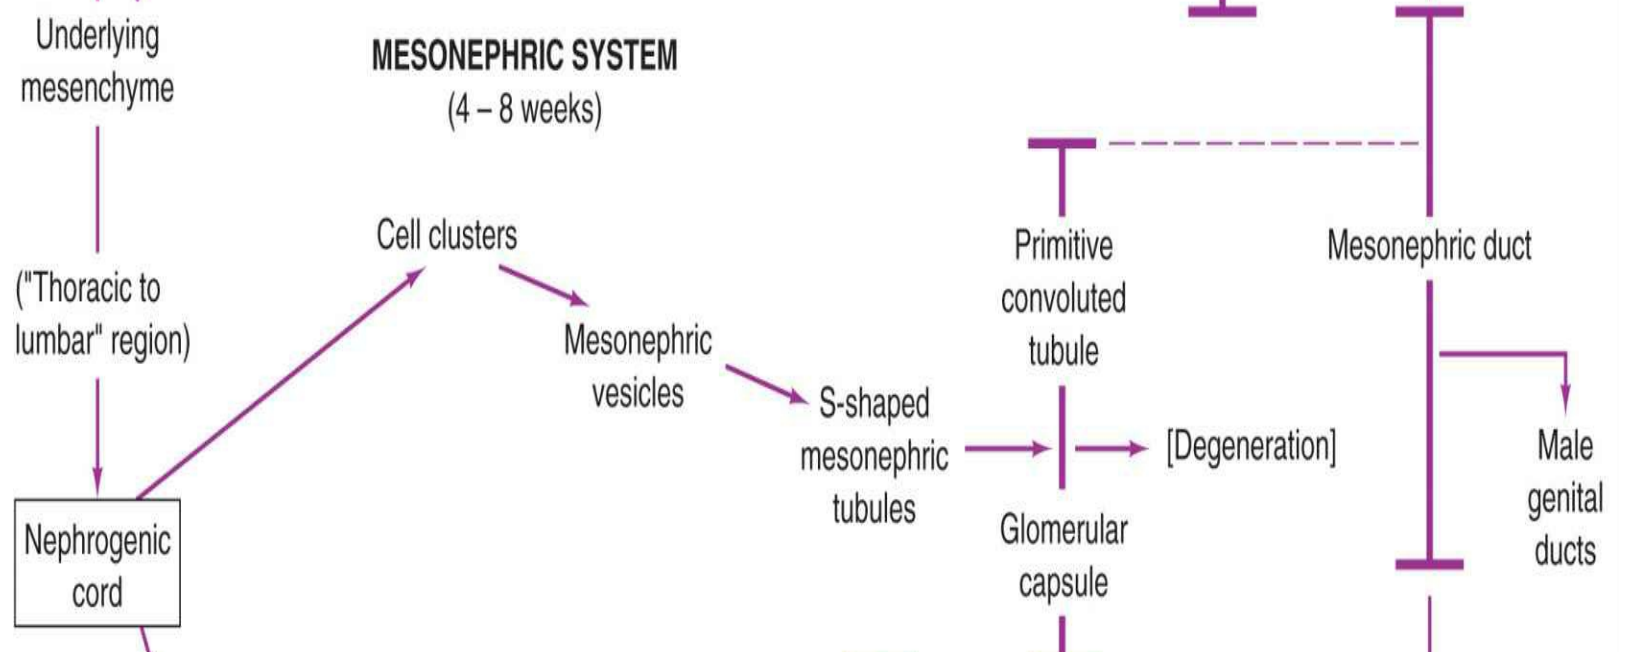 Underlying
mesenchyme
MESONEPHRIC SYSTEM
(4 – 8 weeks)
("Thoracic to
lumbar" region)
Nephrogenic
cord
Cell clusters
Mesonephric
vesicles
S-shaped
mesonephric
tubules
Primitive
convoluted
tubule
[Degeneration]
Glomerular
capsule
Mesonephric duct
Male
genital
ducts